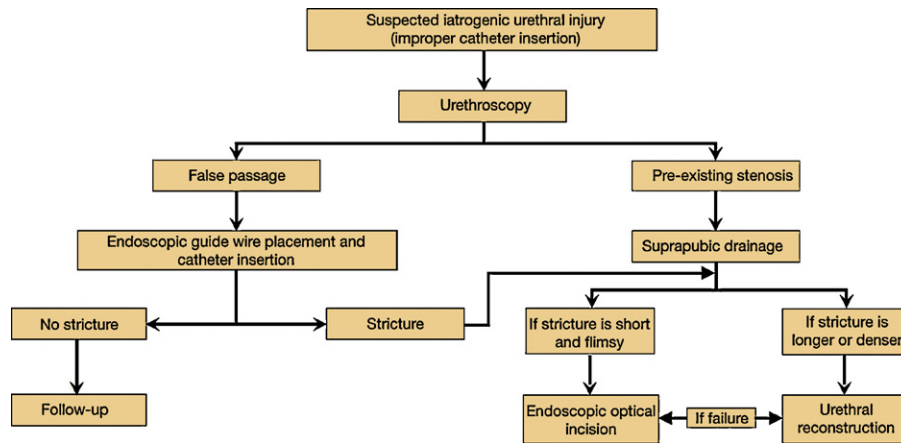 Suspected iatrogenic urethral injury
(improper catheter insertion)
Urethroscopy
False passage
Pre-existing stenosis
Endoscopic guide wire placement and
catheter insertion
Suprapubic drainage
No stricture
Stricture
If stricture is short
and flimsy
If stricture is
longer or denser
Follow-up
Endoscopic optical
incision
If failure
Urethral
reconstruction